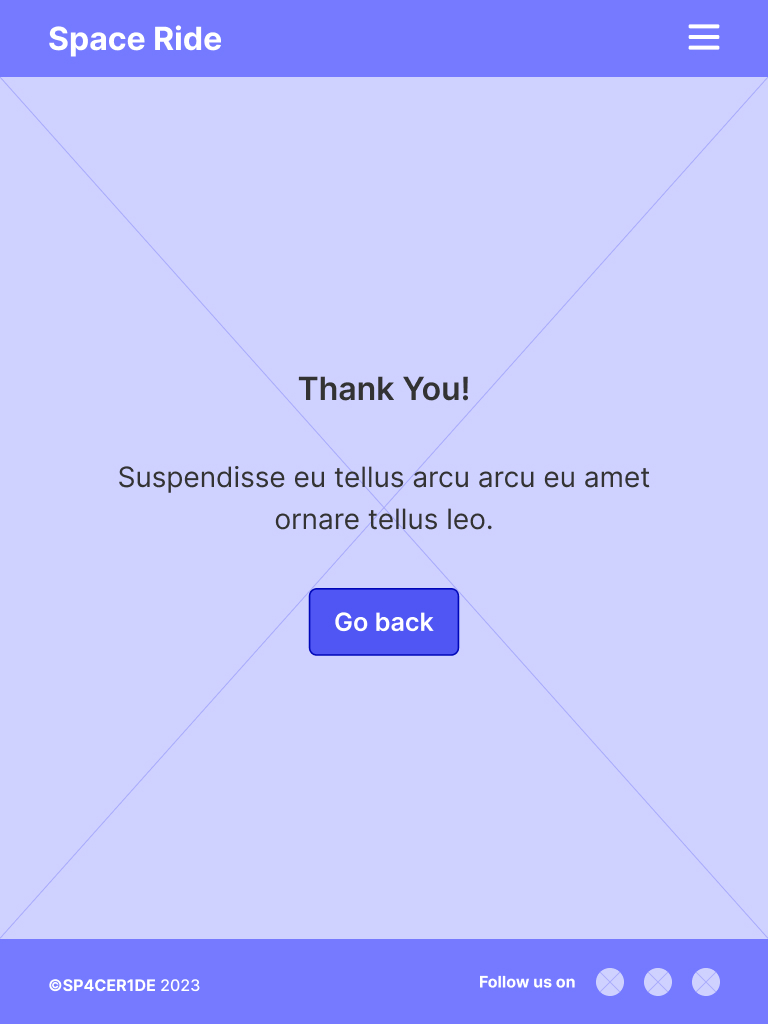 Space Ride
Thank You!
Suspendisse eu tellus arcu arcu eu amet
ornare tellus leo.
Go back
©SP4CER1DE 2023
Follow us on